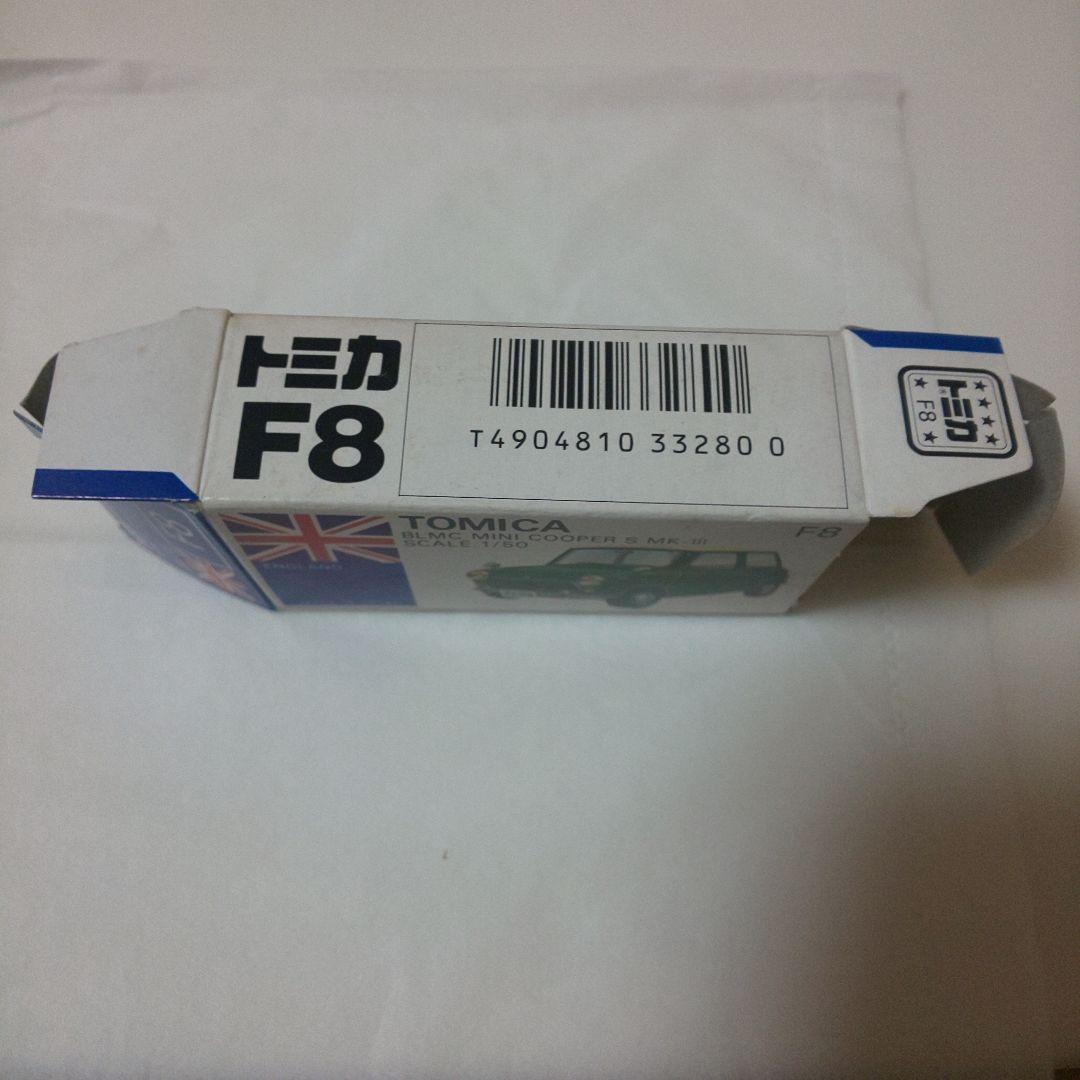 トミカ
F8
T4904810 33280 0
トミカ
F8
TOMICA
BLMC MINI COOPER S MK-III
SCALE 1/50
F8
ENGLAND